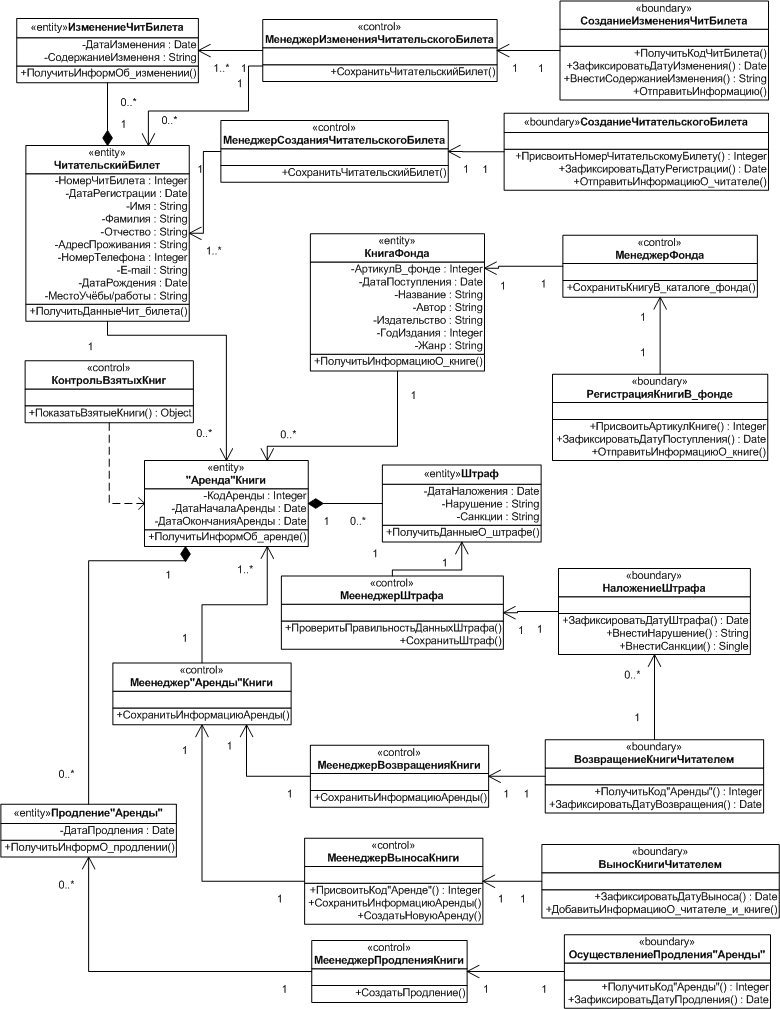 «entity»ИзменениеЧитБилета
-ДатаИзменения : Date
-СодержаниеИзмененя : String
+ПолучитьИнформОб_изменении()
«control»
МенеджерИзмененияЧитательскогоБилета
+СохранитьЧитательскийБилет()
«boundary»
СозданиеИзмененияЧитБилета
+ПолучитьКодЧитБилета()
+ЗафиксироватьДатуИзменения() : Date
+ВнестиСодержаниеИзменения() : String
+ОтправитьИнформацию()
1..*
1
1
1
0..*
1
0..*
«control»
МенеджерСозданияЧитательскогоБилета
+СохранитьЧитательскийБилет()
«boundary»СозданиеЧитательскогоБилета
+ПрисвоитьНомерЧитательскомуБилету() : Integer
+ЗафиксироватьДатуРегистрации() : Date
+ОтправитьИнформациюО_читателе()
1
1
1
1..*
«entity»
ЧитательскийБилет
-НомерЧитБилета : Integer
-ДатаРегистрации : Date
-Имя : String
-Фамилия : String
-Отчество : String
-АдресПроживания : String
-НомерТелефона : Integer
-E-mail : String
-ДатаРождения : Date
-МестоУчёбы/работы : String
+ПолучитьДанныеЧит_билета()
«entity»
КнигаФонда
-АртикулВ_фонде : Integer
-ДатаПоступления : Date
-Название : String
-Автор : String
-Издательство : String
-ГодИздания : Integer
-Жанр : String
+ПолучитьИнформациюО_книге()
«control»
МенеджерФонда
+СохранитьКнигуВ_каталоге_фонда()
1
1
1
1
«boundary»
РегистрацияКнигиВ_фонде
+ПрисвоитьАртикулКниге() : Integer
+ЗафиксироватьДатуПоступления() : Date
+ОтправитьИнформациюО_книге()
1
1
0..*
0..*
«control»
КонтрольВзятыхКниг
+ПоказатьВзятыеКниги() : Object
«entity»
"Аренда"Книги
-КодАренды : Integer
-ДатаНачалаАренды : Date
-ДатаОкончанияАренды : Date
+ПолучитьИнформОб_аренде()
«entity»Штраф
-ДатаНаложения : Date
-Нарушение : String
-Санкции : String
+ПолучитьДанныеО_штрафе()
1
0..*
1
1
1
1..*
«control»
МеенеджерШтрафа
+ПроверитьПравильностьДанныхШтрафа()
+СохранитьШтраф()
«boundary»
НаложениеШтрафа
+ЗафиксироватьДатуШтрафа() : Date
+ВнестиНарушение() : String
+ВнестиСанкции() : Single
1
1
1
0..*
1
«control»
Меенеджер"Аренды"Книги
+СохранитьИнформациюАренды()
1
1
«control»
МеенеджерВозвращенияКниги
+СохранитьИнформациюАренды()
«boundary»
ВозвращениеКнигиЧитателем
+ПолучитьКод"Аренды"() : Integer
+ЗафиксироватьДатуВозвращения() : Date
1
1
1
0..*
«entity»Продление"Аренды"
-ДатаПродления : Date
+ПолучитьИнформО_продлении()
0..*
«control»
МеенеджерВыносаКниги
+ПрисвоитьКод"Аренде"() : Integer
+СохранитьИнформациюАренды()
+СоздатьНовуюАренду()
«boundary»
ВыносКнигиЧитателем
+ЗафиксироватьДатуВыноса() : Date
+ДобавитьИнформациюО_читателе_и_книге()
1
1
1
«control»
МеенеджерПродленияКниги
+СоздатьПродление()
«boundary»
ОсуществлениеПродления"Аренды"
+ПолучитьКод"Аренды"() : Integer
+ЗафиксироватьДатуПродления() : Date
1
1
1